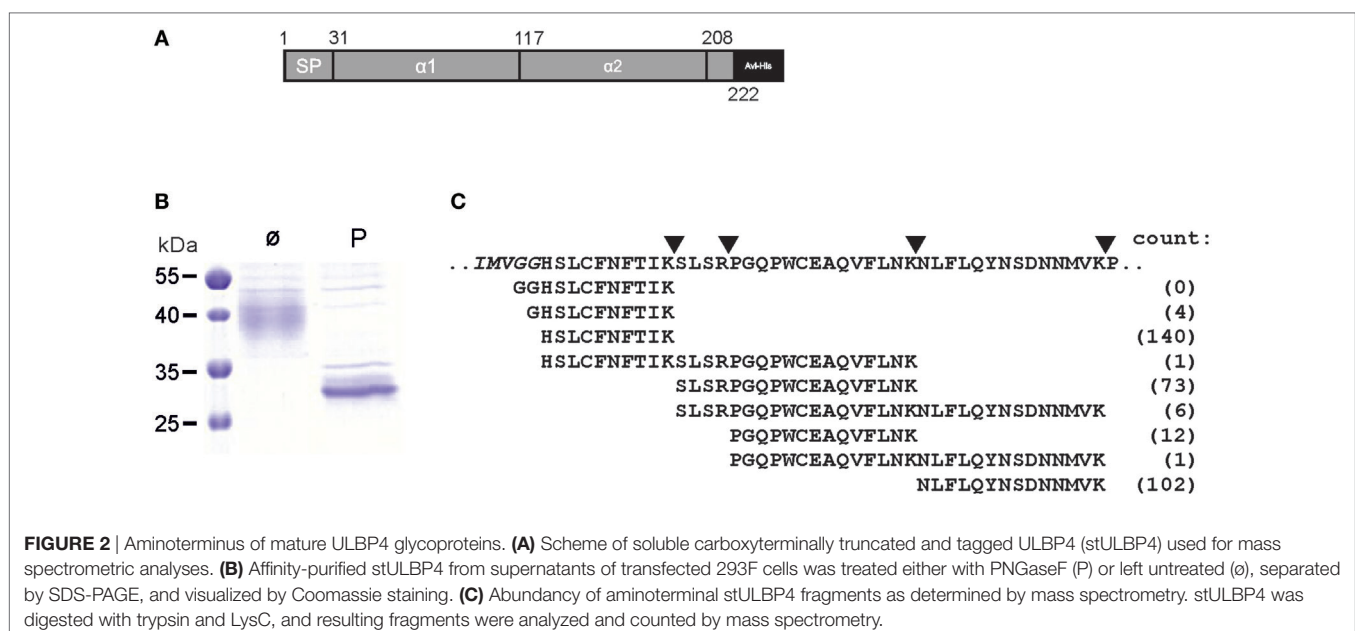 A
1 31 117 208
SP α1 α2 Avi-His
222
B
kDa ø P
55
40
35
25
C
count:
..IMVGGHSLCFNFTIKSLSRPGQPWCEAQVFLNKNLFLQYNSDNNMVKP..
GGHSLCFNFTIK (0)
GHSLCFNFTIK (4)
HSLCFNFTIK (140)
HSLCFNFTIKSLSRPGQPWCEAQVFLNK (1)
SLSRPGQPWCEAQVFLNK (73)
SLSRPGQPWCEAQVFLNKNLFLQYNSDNNMVK (6)
PGQPWCEAQVFLNK (12)
PGQPWCEAQVFLNKNLFLQYNSDNNMVK (1)
NLFLQYNSDNNMVK (102)
FIGURE 2 | Aminoterminus of mature ULBP4 glycoproteins. (A) Scheme of soluble carboxyterminally truncated and tagged ULBP4 (stULBP4) used for mass
spectrometric analyses. (B) Affinity-purified stULBP4 from supernatants of transfected 293F cells was treated either with PNGaseF (P) or left untreated (ø), separated
by SDS-PAGE, and visualized by Coomassie staining. (C) Abundancy of aminoterminal stULBP4 fragments as determined by mass spectrometry. stULBP4 was
digested with trypsin and LysC, and resulting fragments were analyzed and counted by mass spectrometry.